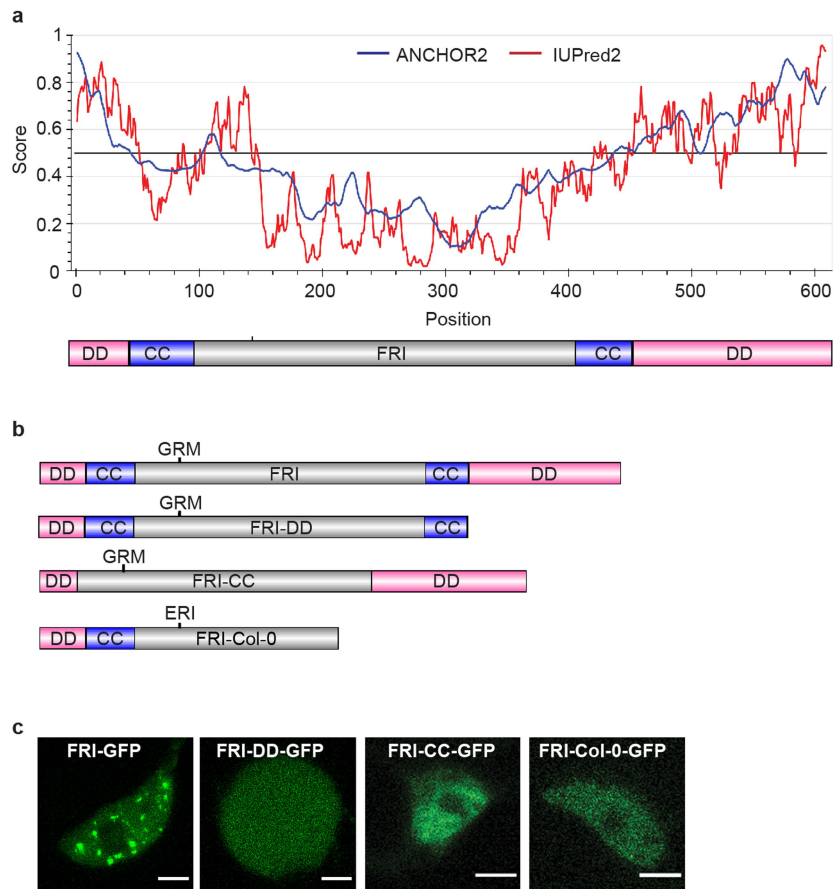 a
ANCHOR2 IUPred2
1
0.8
0.6
0.4
0.2
0
Score
0 100 200 300 400 500 600
Position
DD CC FRI CC DD
b
GRM
DD CC FRI CC DD
GRM
DD CC FRI-DD CC
GRM
DD FRI-CC DD
ERI
DD CC FRI-Col-0
c
FRI-GFP FRI-DD-GFP FRI-CC-GFP FRI-Col-0-GFP